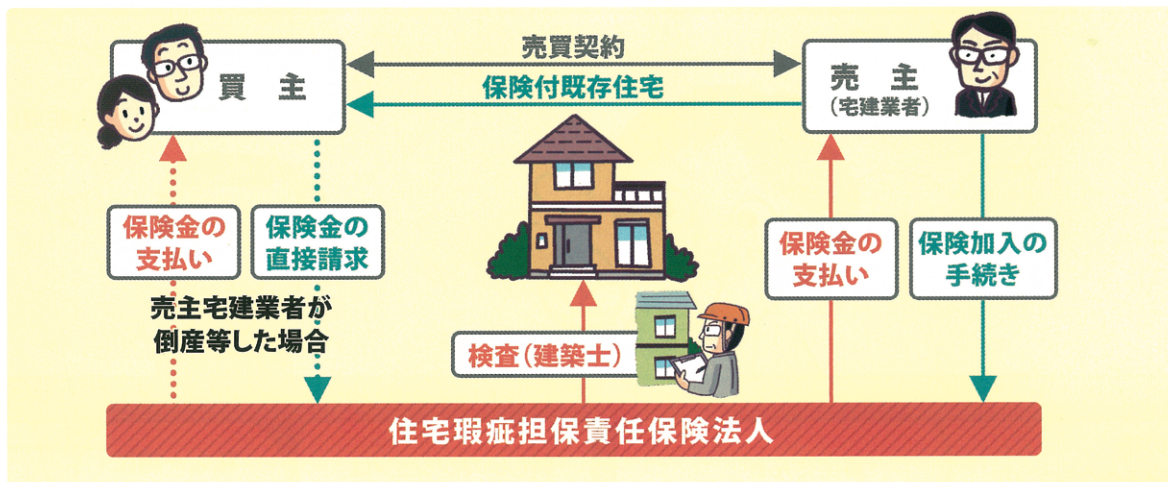 売買契約
買　主
保険付既存住宅
売　主
（宅建業者）
保険金の
支払い
保険金の
直接請求
保険金の
支払い
保険加入の
手続き
売主宅建業者が
倒産等した場合
検査（建築士）
住宅瑕疵担保責任保険法人